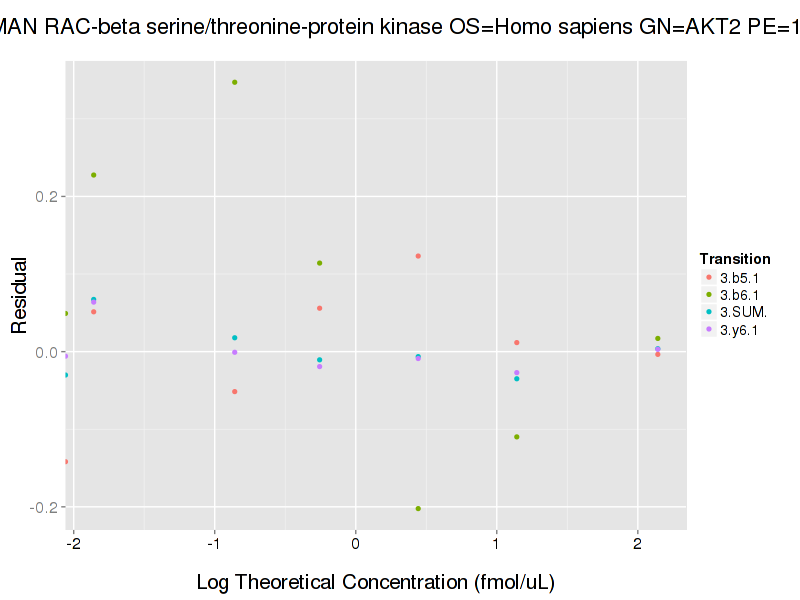 MAN RAC-beta serine/threonine-protein kinase OS=Homo sapiens GN=AKT2 PE=1
Residual
0.2
0.0
-0.2
-2 -1 0 1 2
Log Theoretical Concentration (fmol/uL)
Transition
3.b5.1
3.b6.1
3.SUM.
3.y6.1